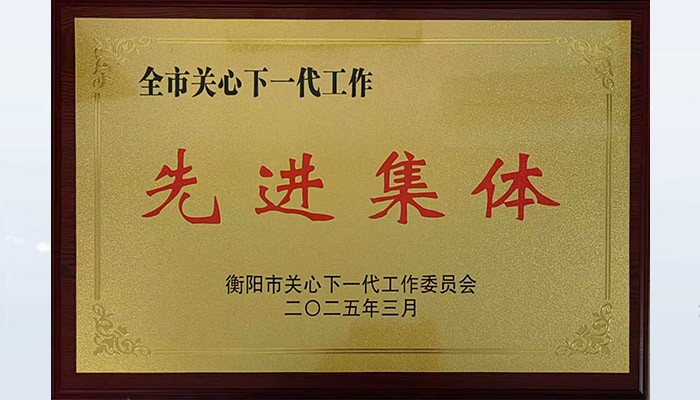 全市关心下一代工作
先进集体
衡阳市关心下一代工作委员会
二〇二五年三月